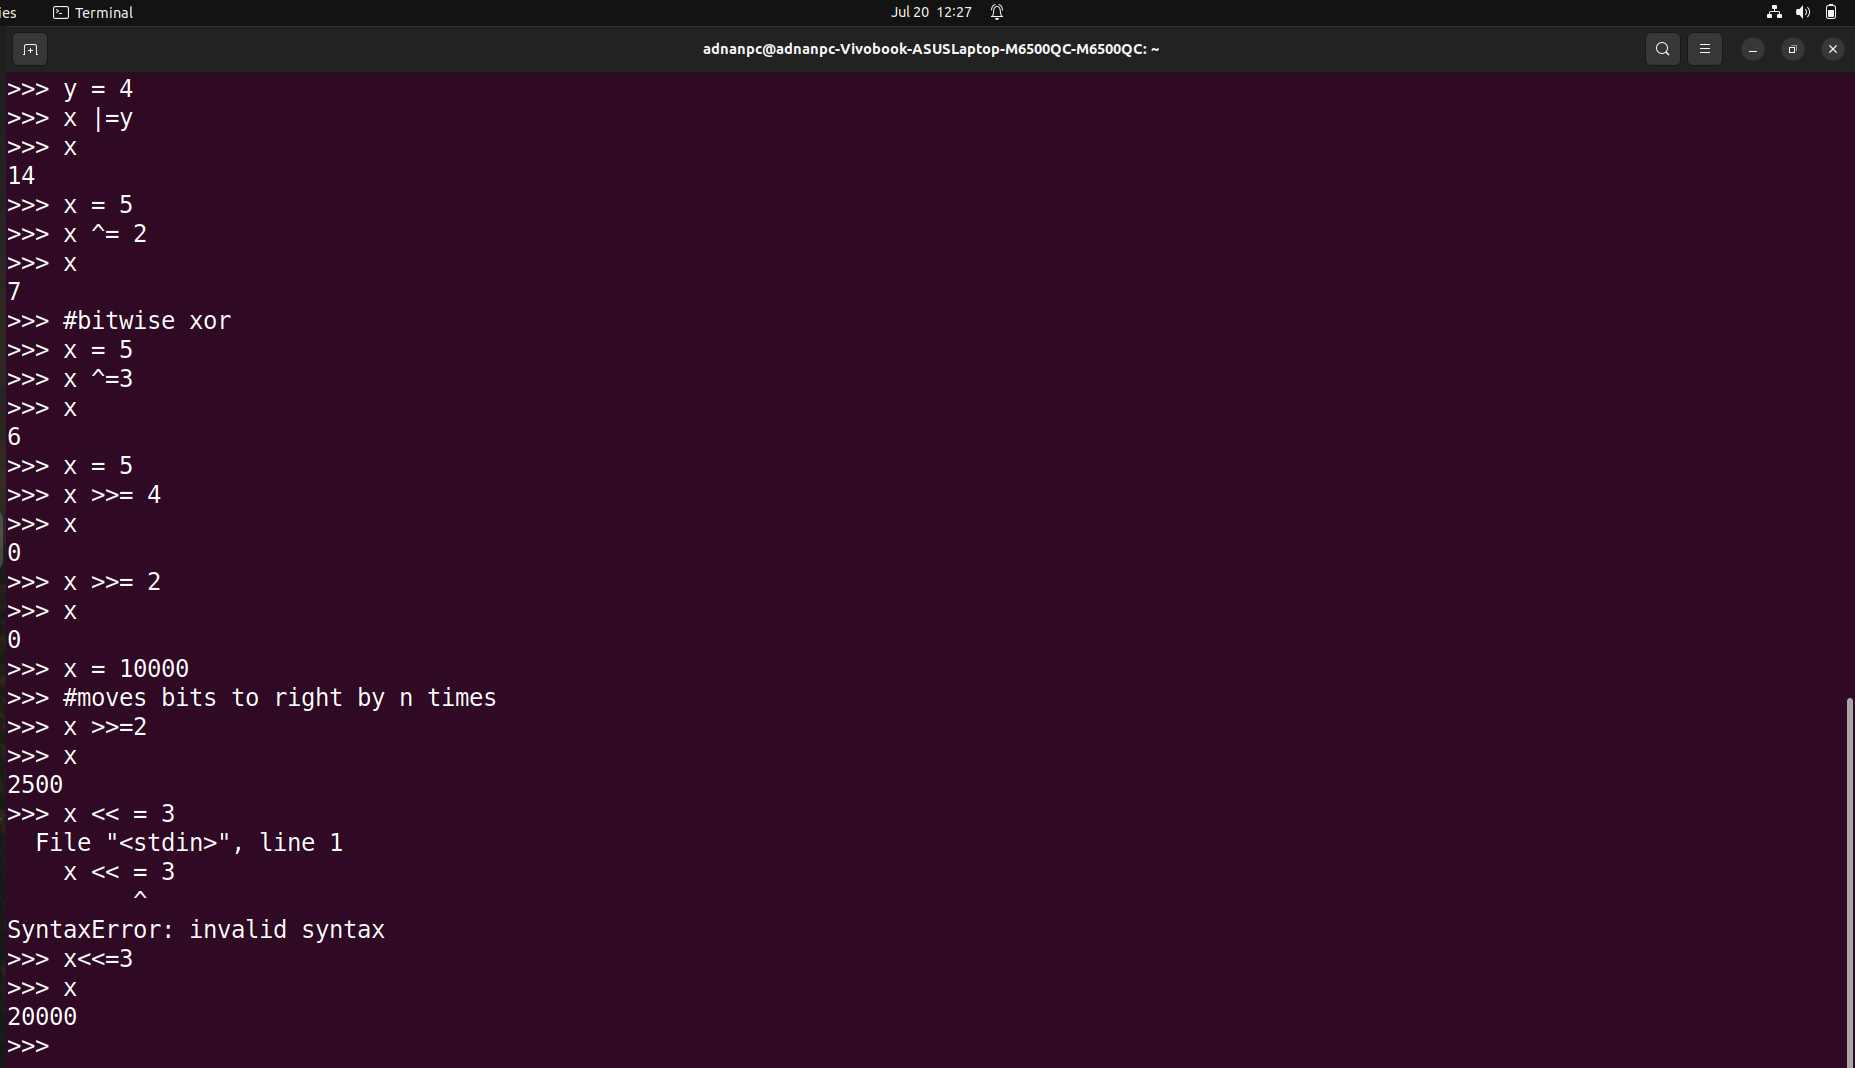 ies Terminal Jul 20 12:27
adnanpc@adnanpc-Vivobook-ASUSLaptop-M6500QC-M6500QC: ~
>>> y = 4
>>> x |=y
>>> x
14
>>> x = 5
>>> x ^= 2
>>> x
7
>>> #bitwise xor
>>> x = 5
>>> x ^=3
>>> x
6
>>> x = 5
>>> x >>= 4
>>> x
0
>>> x >>= 2
>>> x
0
>>> x = 10000
>>> #moves bits to right by n times
>>> x >>=2
>>> x
2500
>>> x << = 3
  File "<stdin>", line 1
    x << = 3
         ^
SyntaxError: invalid syntax
>>> x<<=3
>>> x
20000
>>>